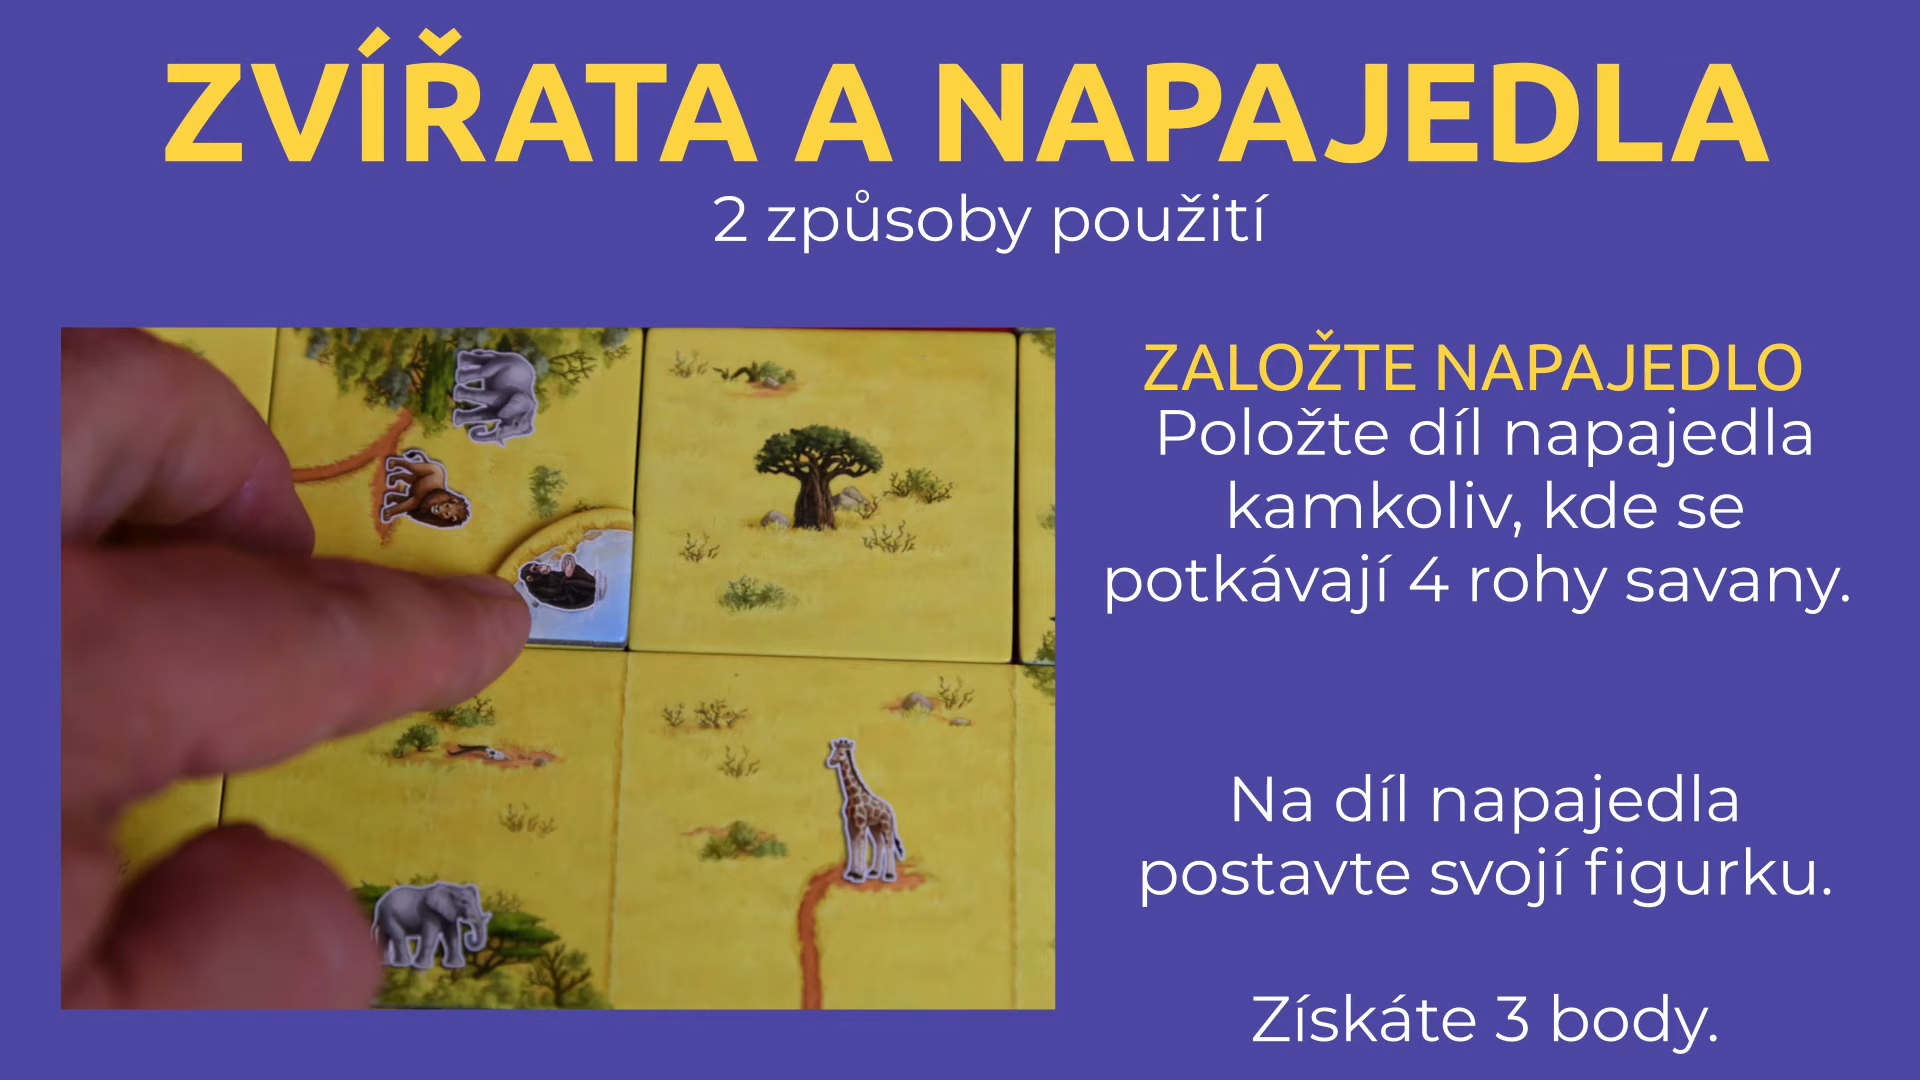 ZVÍŘATA A NAPAJEDLA
2 způsoby použití
ZALOŽTE NAPAJEDLO
Položte díl napajedla
kamkoliv, kde se
potkávají 4 rohy savany.
Na díl napajedla
postavte svojí figurku.
Získáte 3 body.